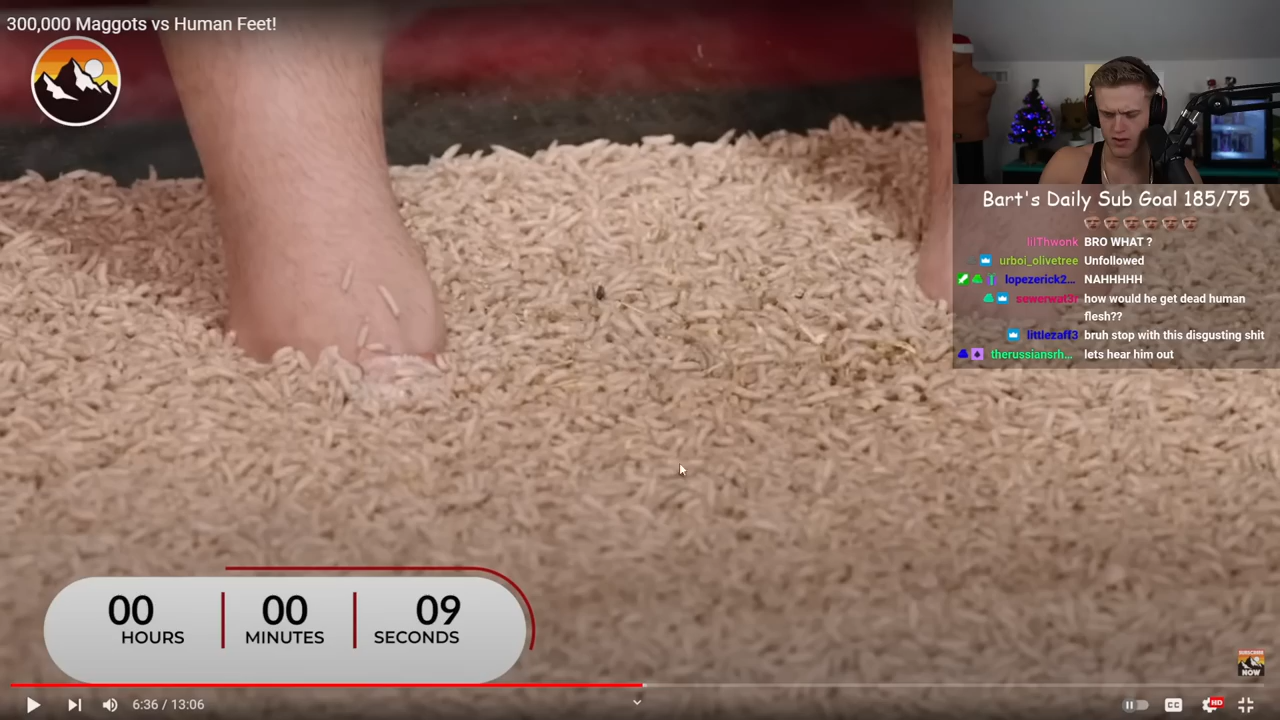 300,000 Maggots vs Human Feet!
Bart's Daily Sub Goal 185/75
lilThwonk BRO WHAT ?
urboi_olivetree Unfollowed
lopezerick2... NAHHHHH
sewerwat3r how would he get dead human
flesh??
littlezaff3 bruh stop with this disgusting shit
therussiansrh... lets hear him out
00 00 09
HOURS MINUTES SECONDS
SUBSCRIBE
NOW
6:36 / 13:06
CC
HD